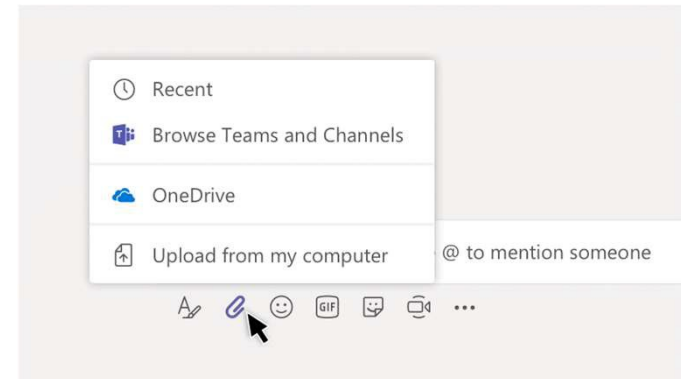 Recent
Browse Teams and Channels
OneDrive
Upload from my computer
@ to mention someone
GIF